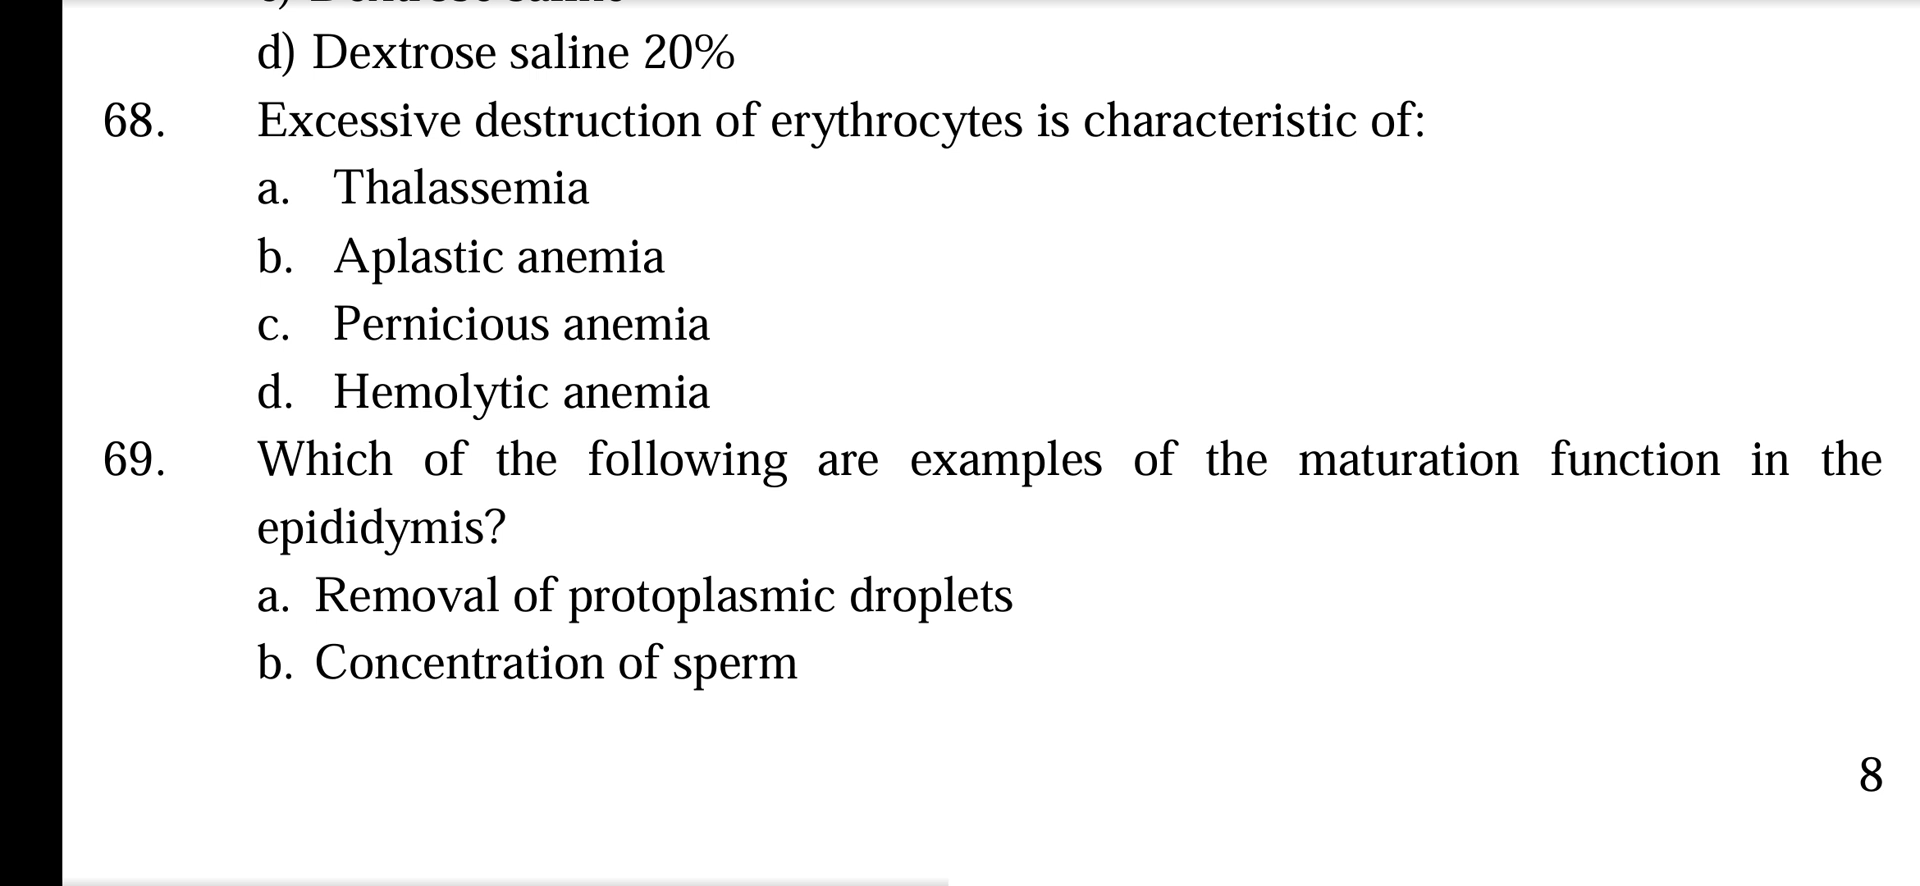 d) Dextrose saline 20%
68. Excessive destruction of erythrocytes is characteristic of:
a. Thalassemia
b. Aplastic anemia
c. Pernicious anemia
d. Hemolytic anemia
69. Which of the following are examples of the maturation function in the
epididymis?
a. Removal of protoplasmic droplets
b. Concentration of sperm
8